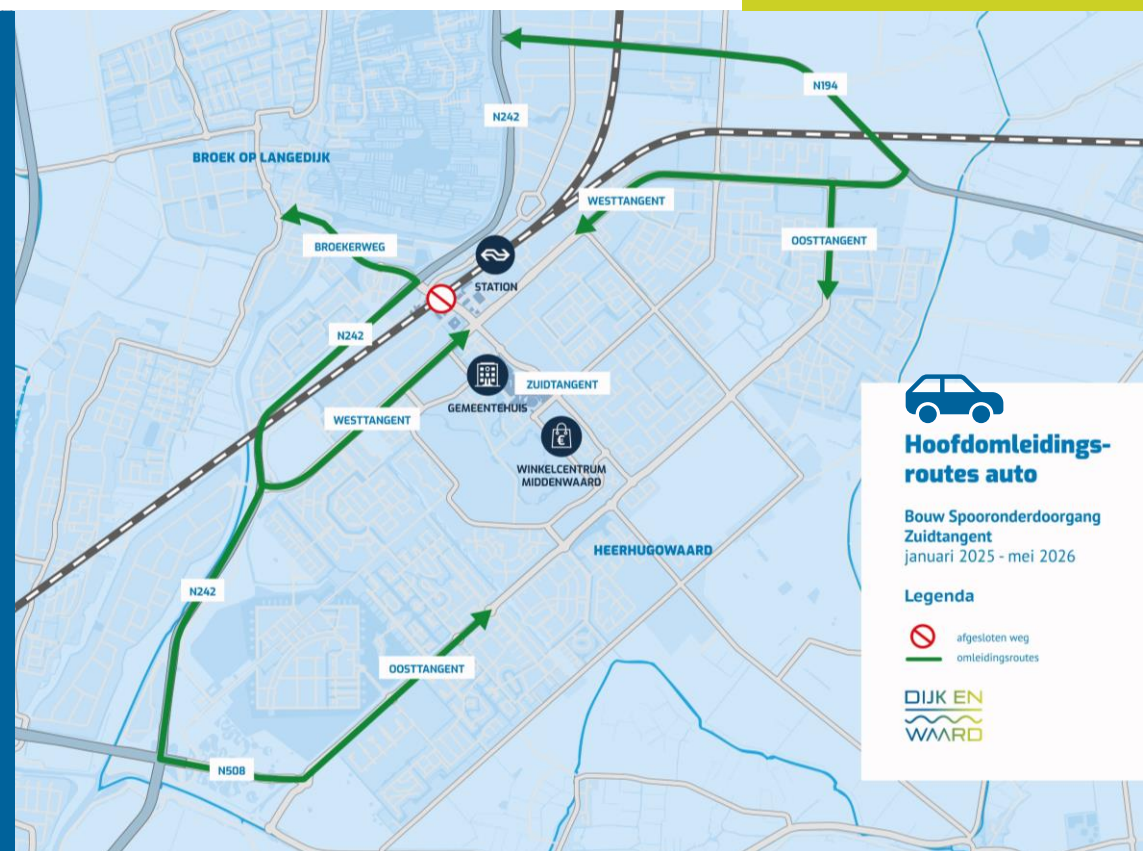 N194
N242
BROEK OP LANGEDIJK
WESTTANGENT
OOSTTANGENT
BROEKERWEG
STATION
N242
ZUIDTANGENT
GEMEENTEHUIS
WESTTANGENT
€
WINKELCENTRUM
MIDDENWAARD
HEERHUGOWAARD
N242
OOSTTANGENT
N508
Hoofdomleidings-
routes auto
Bouw Spooronderdoorgang
Zuidtangent
januari 2025 - mei 2026
Legenda
afgesloten weg
omleidingsroutes
DIJK EN
WAARD